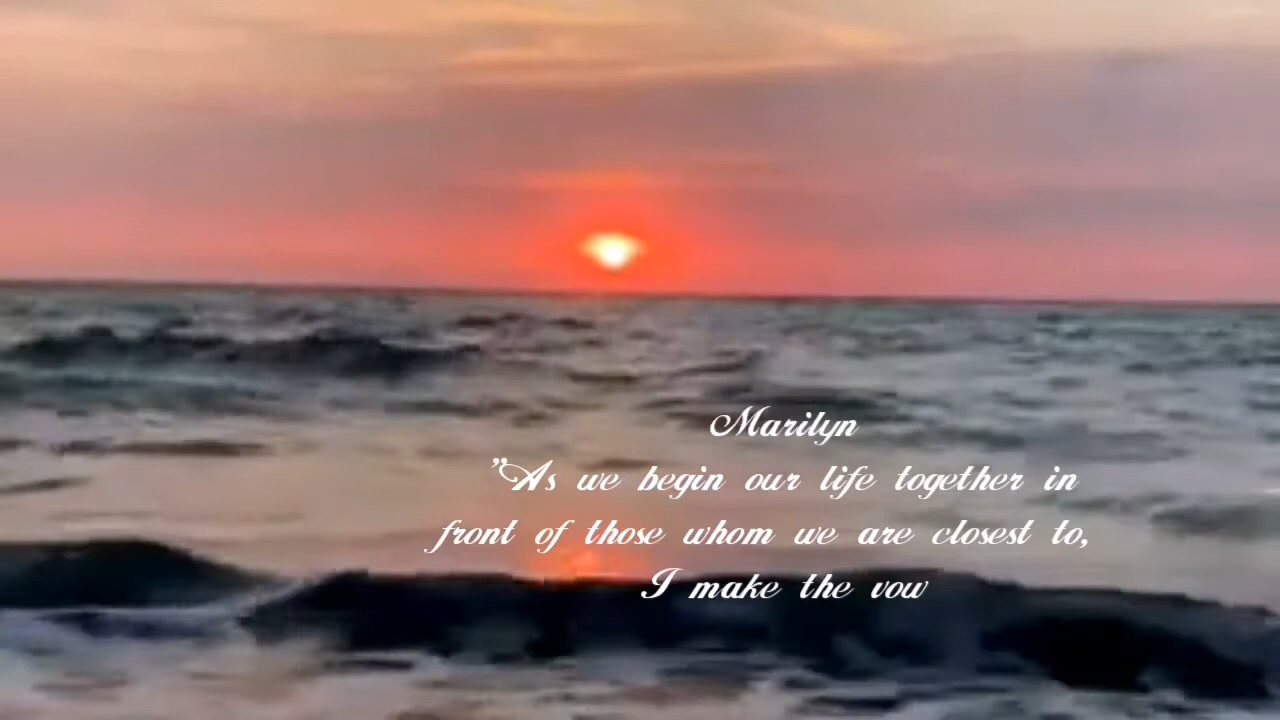 Marilyn
"As we begin our life together in
front of those whom we are closest to,
I make the vow